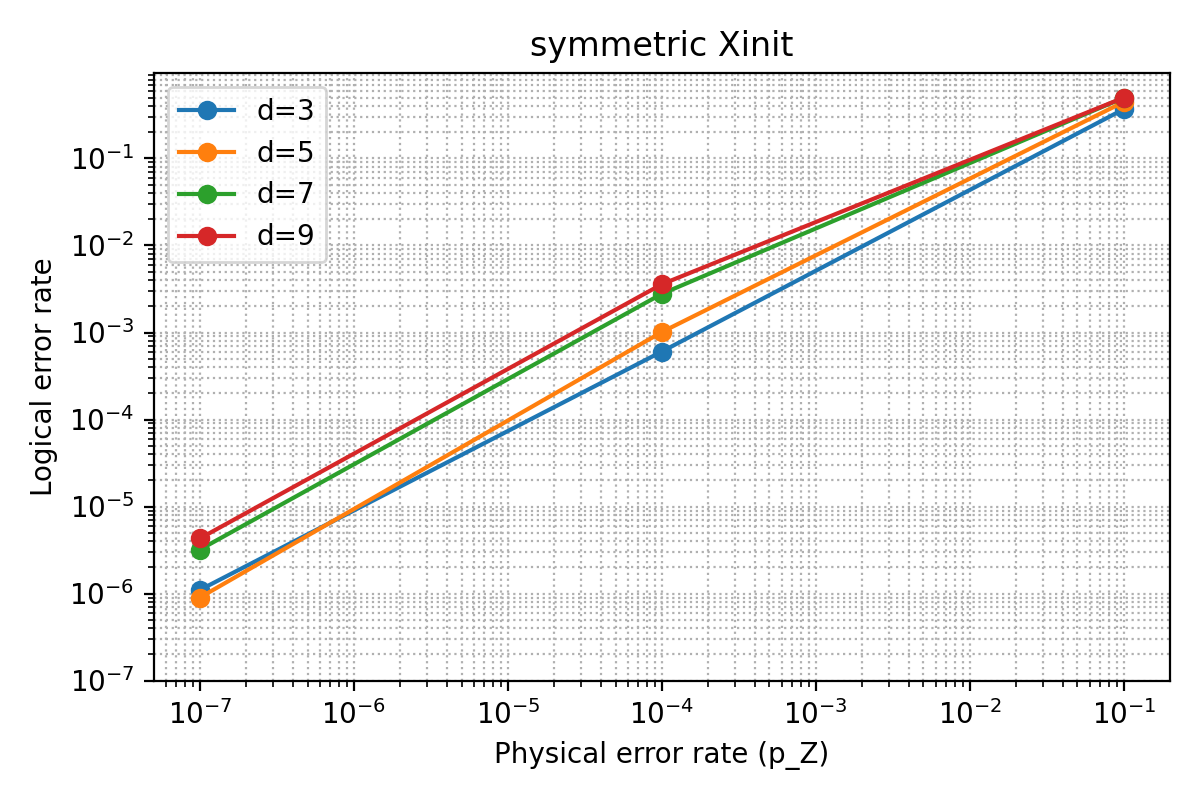 symmetric Xinit
d=3
d=5
d=7
d=9
Logical error rate
10⁻¹
10⁻²
10⁻³
10⁻⁴
10⁻⁵
10⁻⁶
10⁻⁷
10⁻⁷ 10⁻⁶ 10⁻⁵ 10⁻⁴ 10⁻³ 10⁻² 10⁻¹
Physical error rate (p_Z)